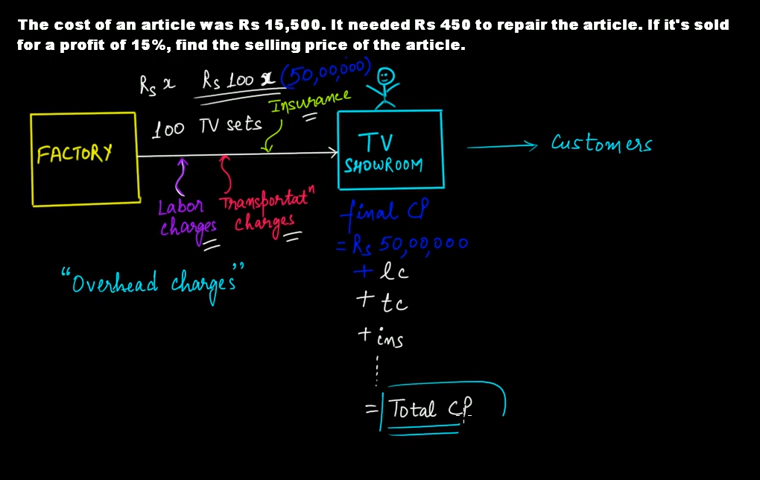 The cost of an article was Rs 15,500. It needed Rs 450 to repair the article. If it's sold
for a profit of 15%, find the selling price of the article.
Rs x Rs 100 x (50,00,000)
Insurance
100 TV sets
FACTORY
TV
SHOWROOM
Customers
Labor
charges
Transportatⁿ
charges
final CP
= Rs 50,00,000
+ lc
+ tc
+ ins
= Total CP
"Overhead charges"